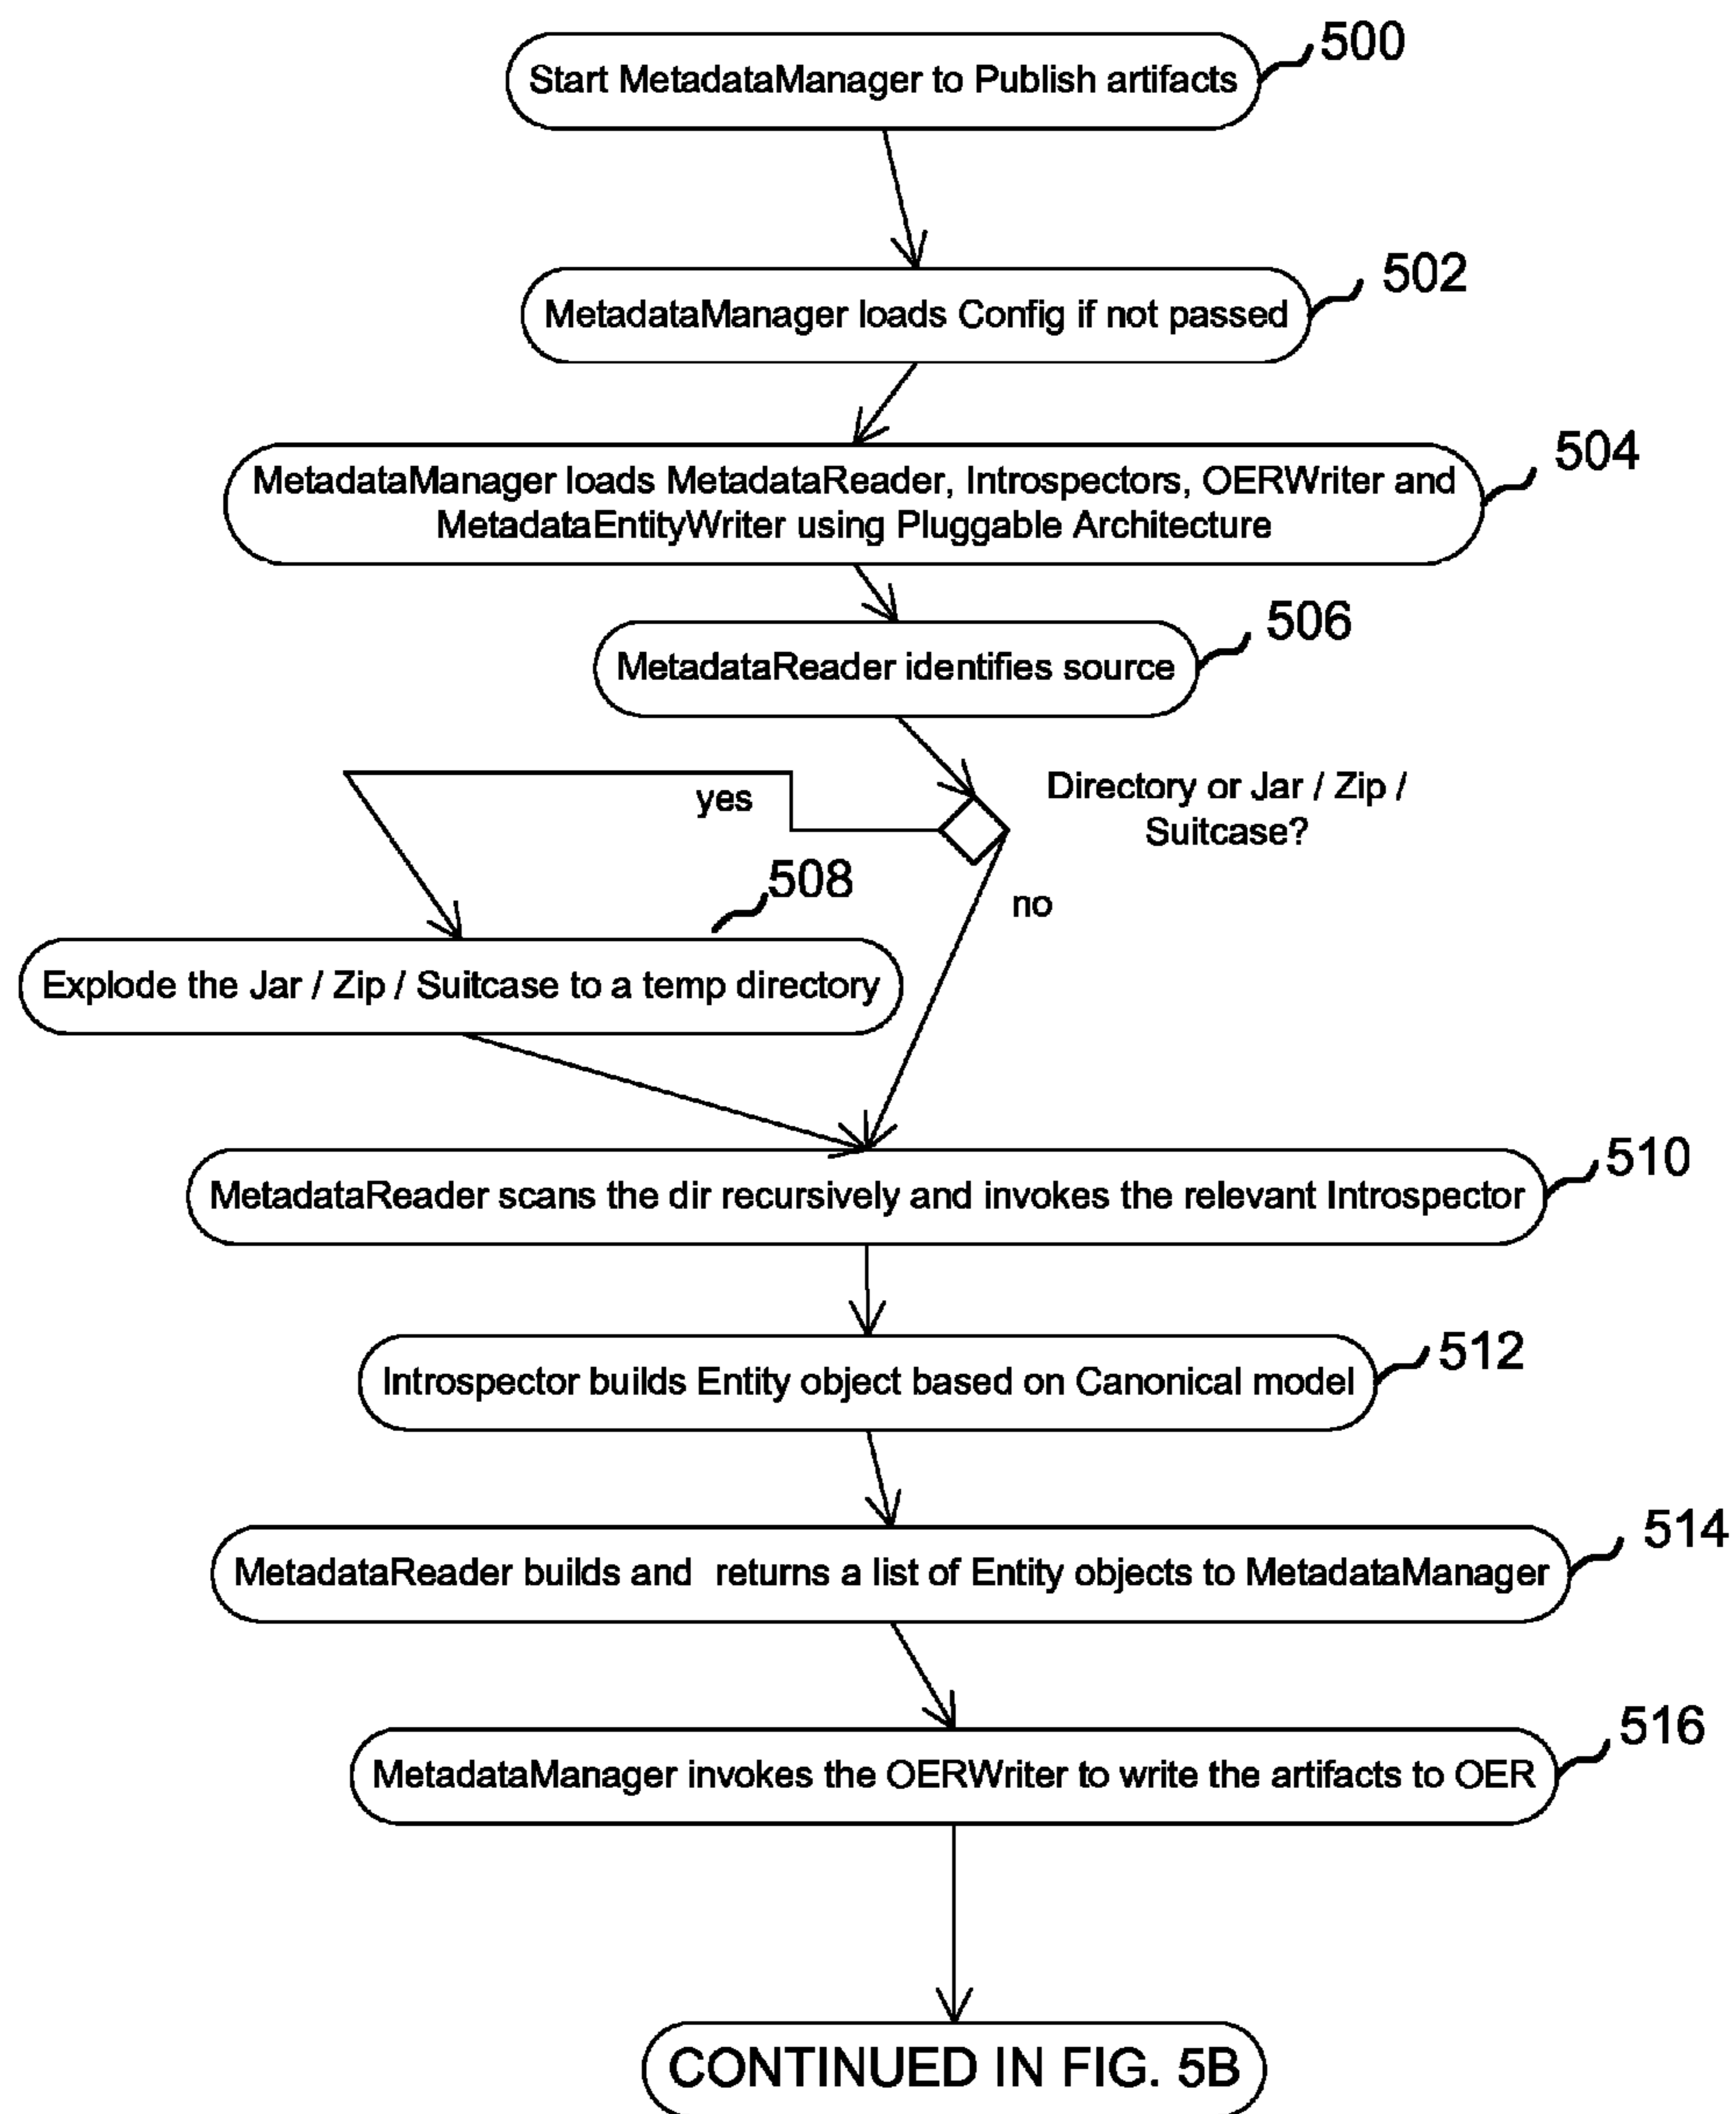 500
Start MetadataManager to Publish artifacts
502
MetadataManager loads Config if not passed
504
MetadataManager loads MetadataReader, Introspectors, OERWriter and
MetadataEntityWriter using Pluggable Architecture
506
MetadataReader identifies source
Directory or Jar / Zip /
Suitcase?
yes
no
508
Explode the Jar / Zip / Suitcase to a temp directory
510
MetadataReader scans the dir recursively and invokes the relevant Introspector
512
Introspector builds Entity object based on Canonical model
514
MetadataReader builds and returns a list of Entity objects to MetadataManager
516
MetadataManager invokes the OERWriter to write the artifacts to OER
CONTINUED IN FIG. 5B